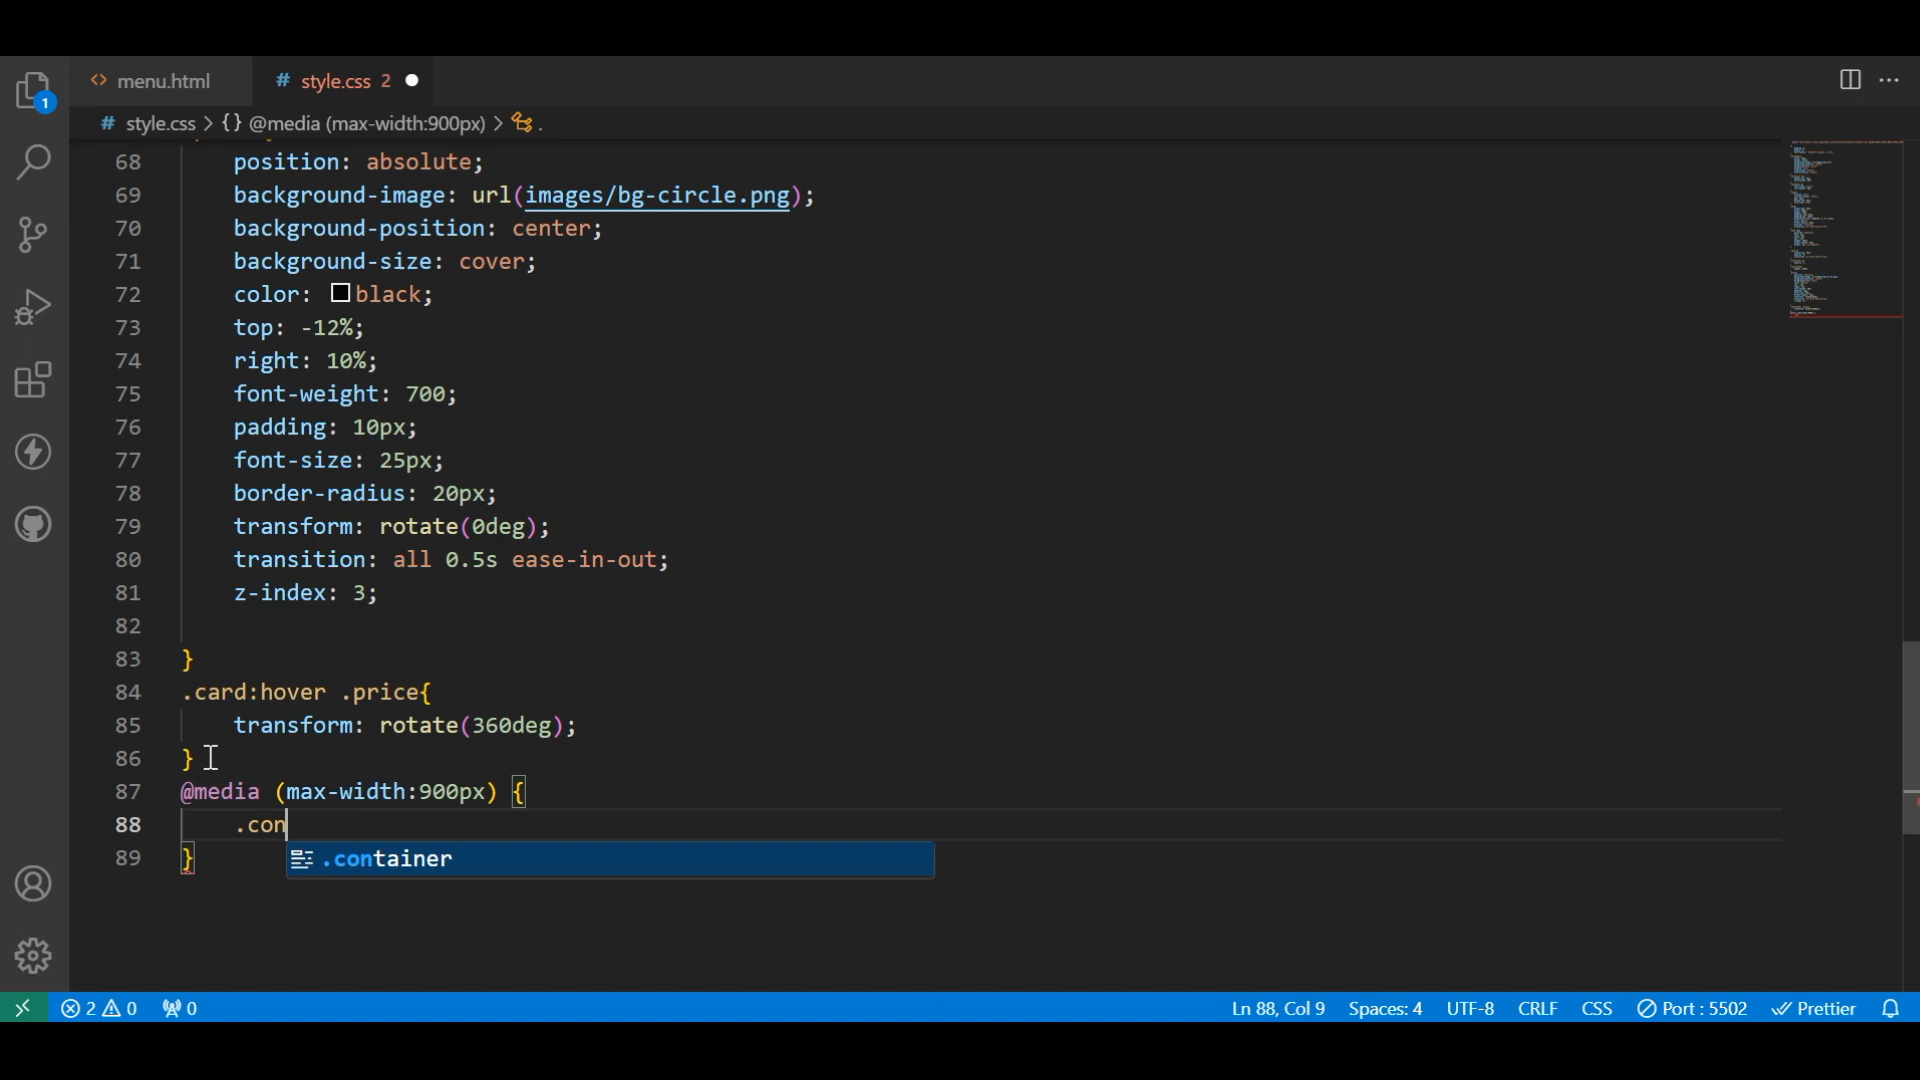 menu.html
# style.css 2
# style.css > {} @media (max-width:900px) > .
68 position: absolute;
69 background-image: url(images/bg-circle.png);
70 background-position: center;
71 background-size: cover;
72 color: black;
73 top: -12%;
74 right: 10%;
75 font-weight: 700;
76 padding: 10px;
77 font-size: 25px;
78 border-radius: 20px;
79 transform: rotate(0deg);
80 transition: all 0.5s ease-in-out;
81 z-index: 3;
82
83 }
84 .card:hover .price{
85 transform: rotate(360deg);
86 }
87 @media (max-width:900px) {
88 .con
89 }
.container
1
2 0 0 Ln 88, Col 9 Spaces: 4 UTF-8 CRLF CSS Port : 5502 Prettier